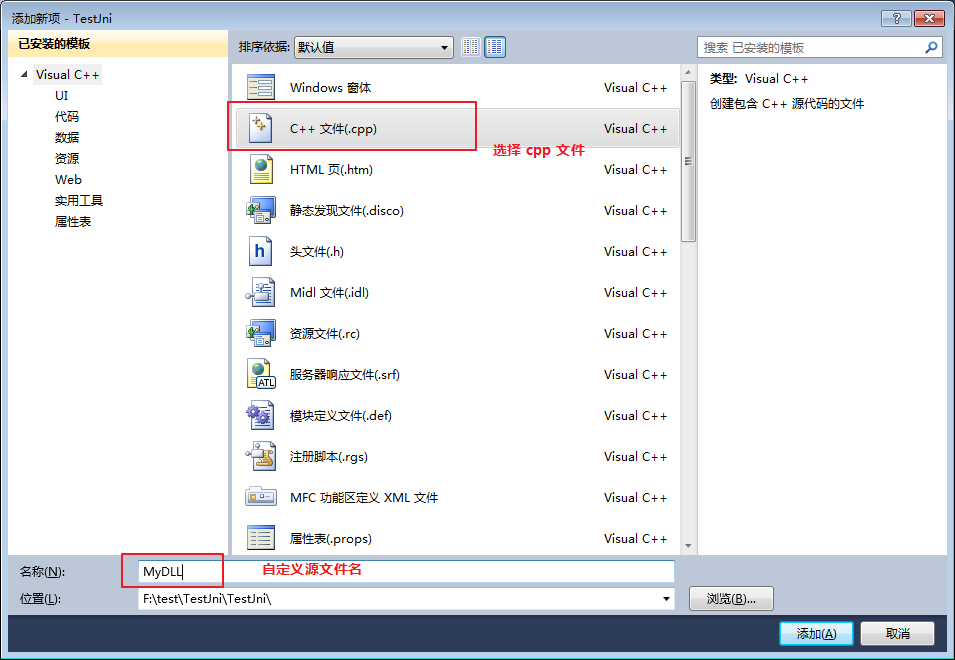 添加新项 - TestJni
已安装的模板
排序依据: 默认值
搜索 已安装的模板
Visual C++
UI
代码
数据
资源
Web
实用工具
属性表
Windows 窗体 Visual C++
C++ 文件(.cpp) Visual C++
选择 cpp 文件
HTML 页(.htm) Visual C++
静态发现文件(.disco) Visual C++
头文件(.h) Visual C++
Midl 文件(.idl) Visual C++
资源文件(.rc) Visual C++
服务器响应文件(.srf) Visual C++
ATL
模块定义文件(.def) Visual C++
注册脚本(.rgs) Visual C++
MFC 功能区定义 XML 文件 Visual C++
属性表(.props) Visual C++
类型: Visual C++
创建包含 C++ 源代码的文件
名称(N): MyDLL 自定义源文件名
位置(L): F:\test\TestJni\TestJni\ 浏览(B)...
添加(A) 取消